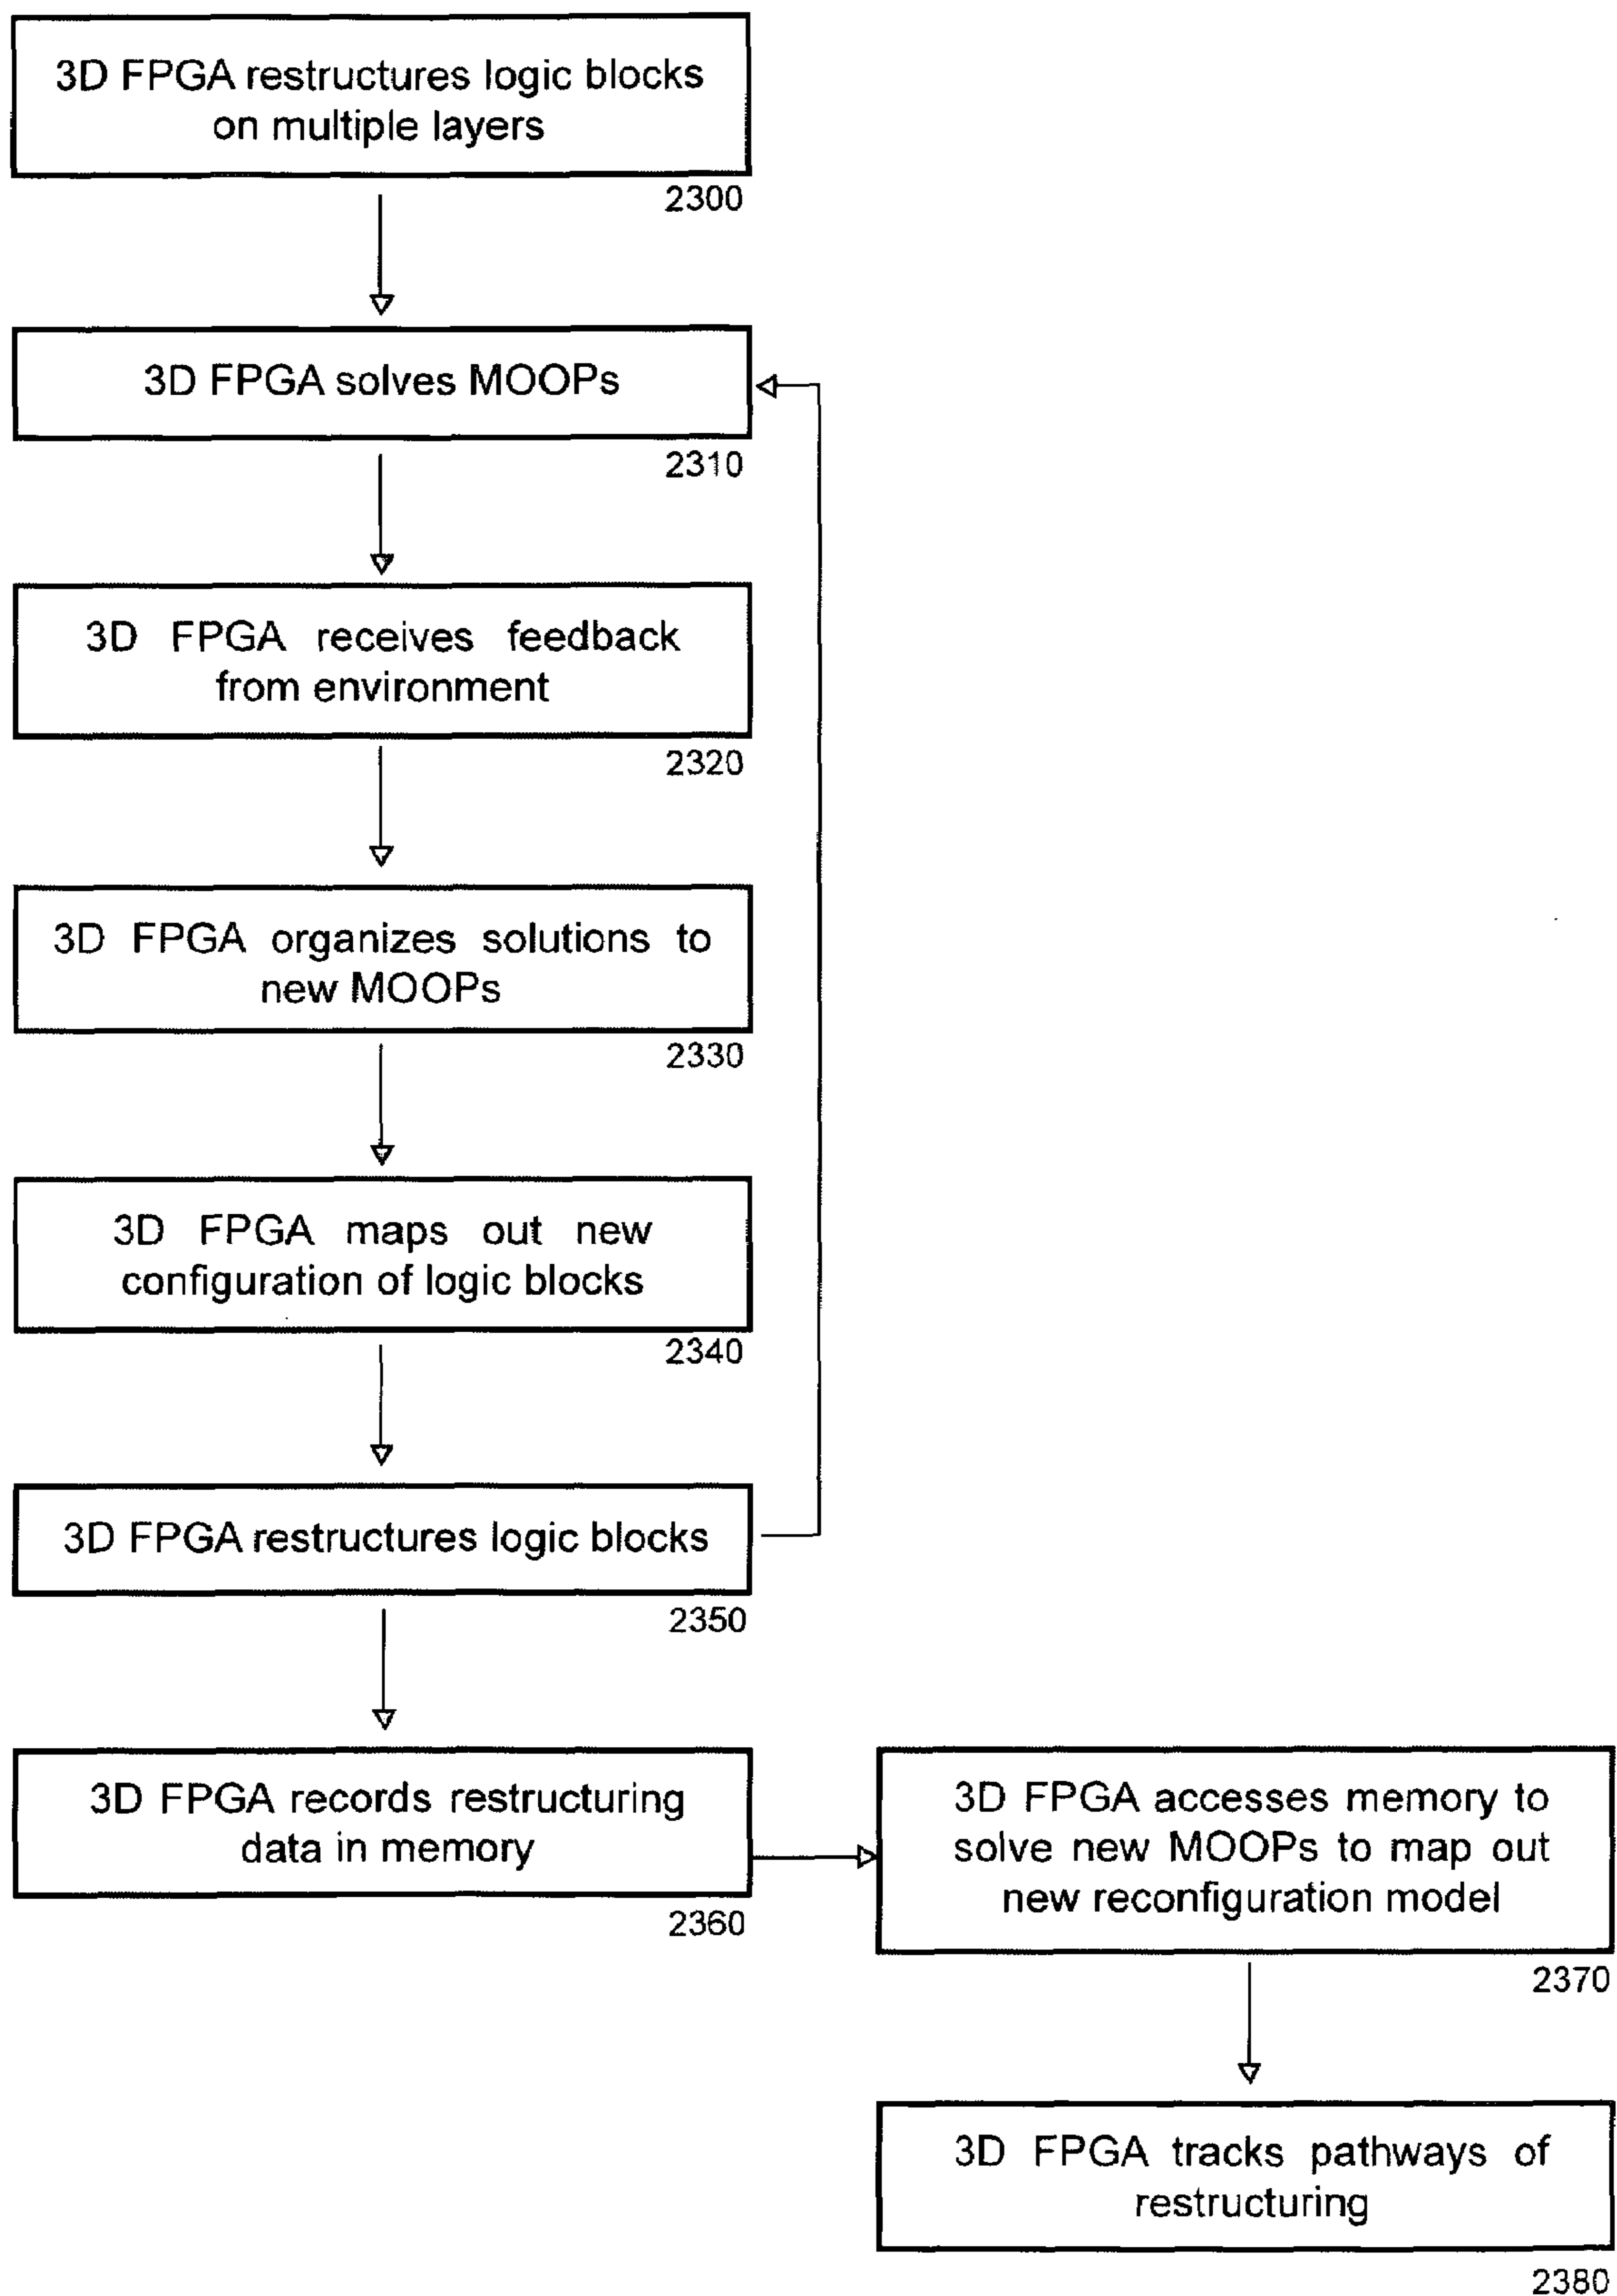 3D FPGA restructures logic blocks
on multiple layers
2300
3D FPGA solves MOOPs
2310
3D FPGA receives feedback
from environment
2320
3D FPGA organizes solutions to
new MOOPs
2330
3D FPGA maps out new
configuration of logic blocks
2340
3D FPGA restructures logic blocks
2350
3D FPGA records restructuring
data in memory
2360
3D FPGA accesses memory to
solve new MOOPs to map out
new reconfiguration model
2370
3D FPGA tracks pathways of
restructuring
2380